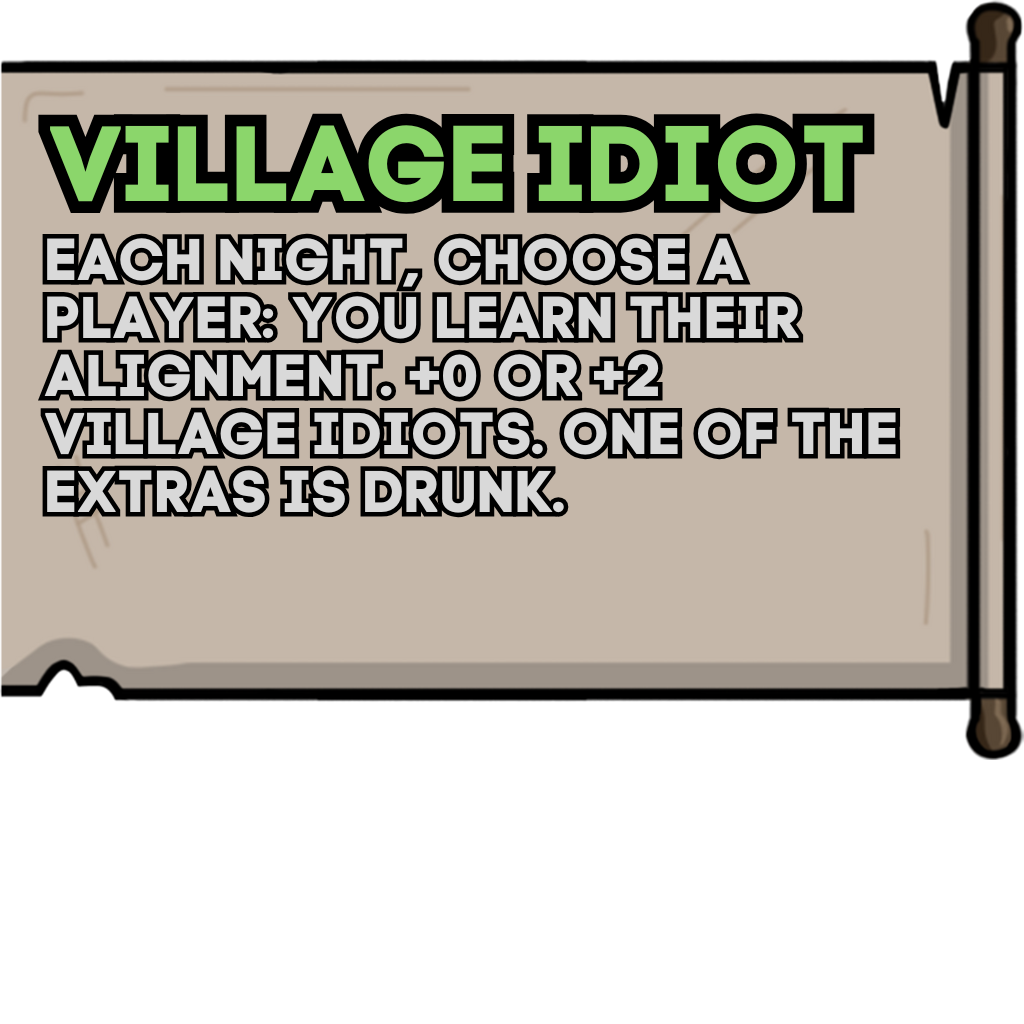 VILLAGE IDIOT
EACH NIGHT, CHOOSE A
PLAYER: YOU LEARN THEIR
ALIGNMENT. +0 OR +2
VILLAGE IDIOTS. ONE OF THE
EXTRAS IS DRUNK.